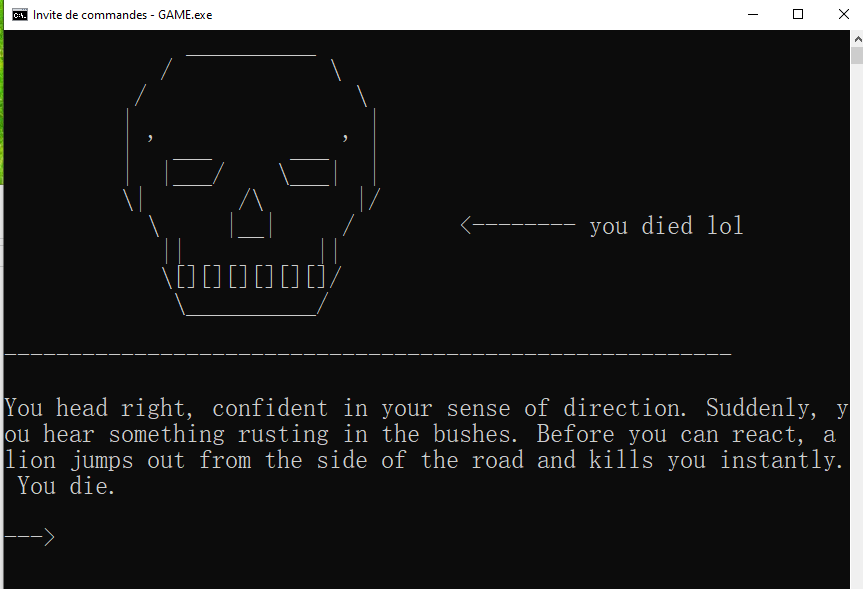 Invite de commandes - GAME.exe
<-------- you died lol
You head right, confident in your sense of direction. Suddenly, y
ou hear something rusting in the bushes. Before you can react, a
lion jumps out from the side of the road and kills you instantly.
You die.
--->